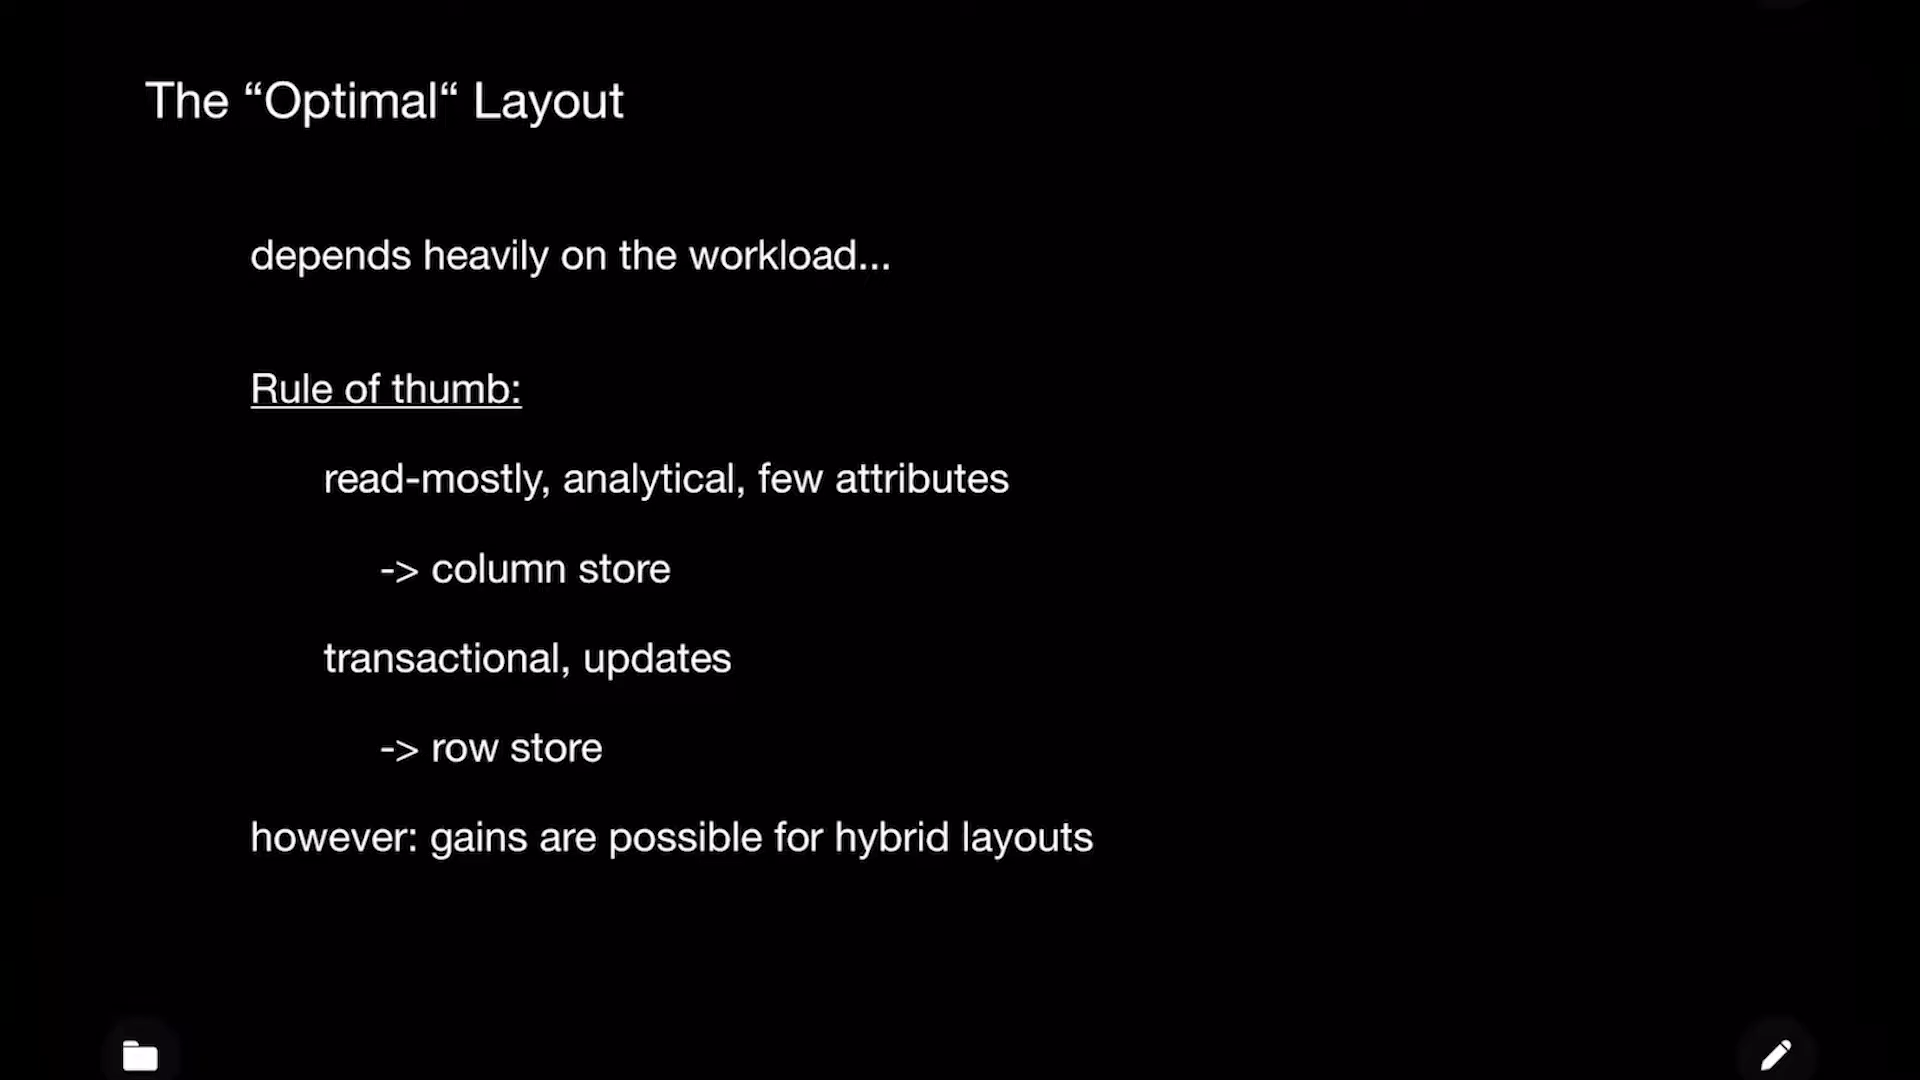 The “Optimal“ Layout
depends heavily on the workload...
Rule of thumb:
read-mostly, analytical, few attributes
-> column store
transactional, updates
-> row store
however: gains are possible for hybrid layouts